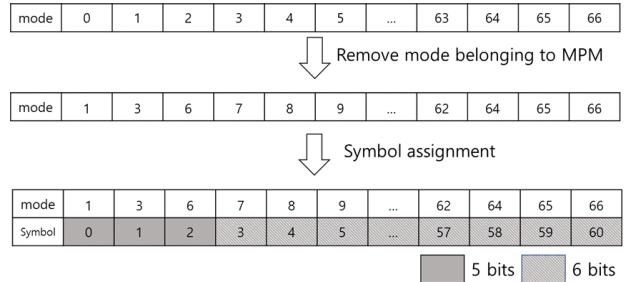 mode 0 1 2 3 4 5 ... 63 64 65 66
Remove mode belonging to MPM
mode 1 3 6 7 8 9 ... 62 64 65 66
Symbol assignment
mode 1 3 6 7 8 9 ... 62 64 65 66
Symbol 0 1 2 3 4 5 ... 57 58 59 60
5 bits 6 bits